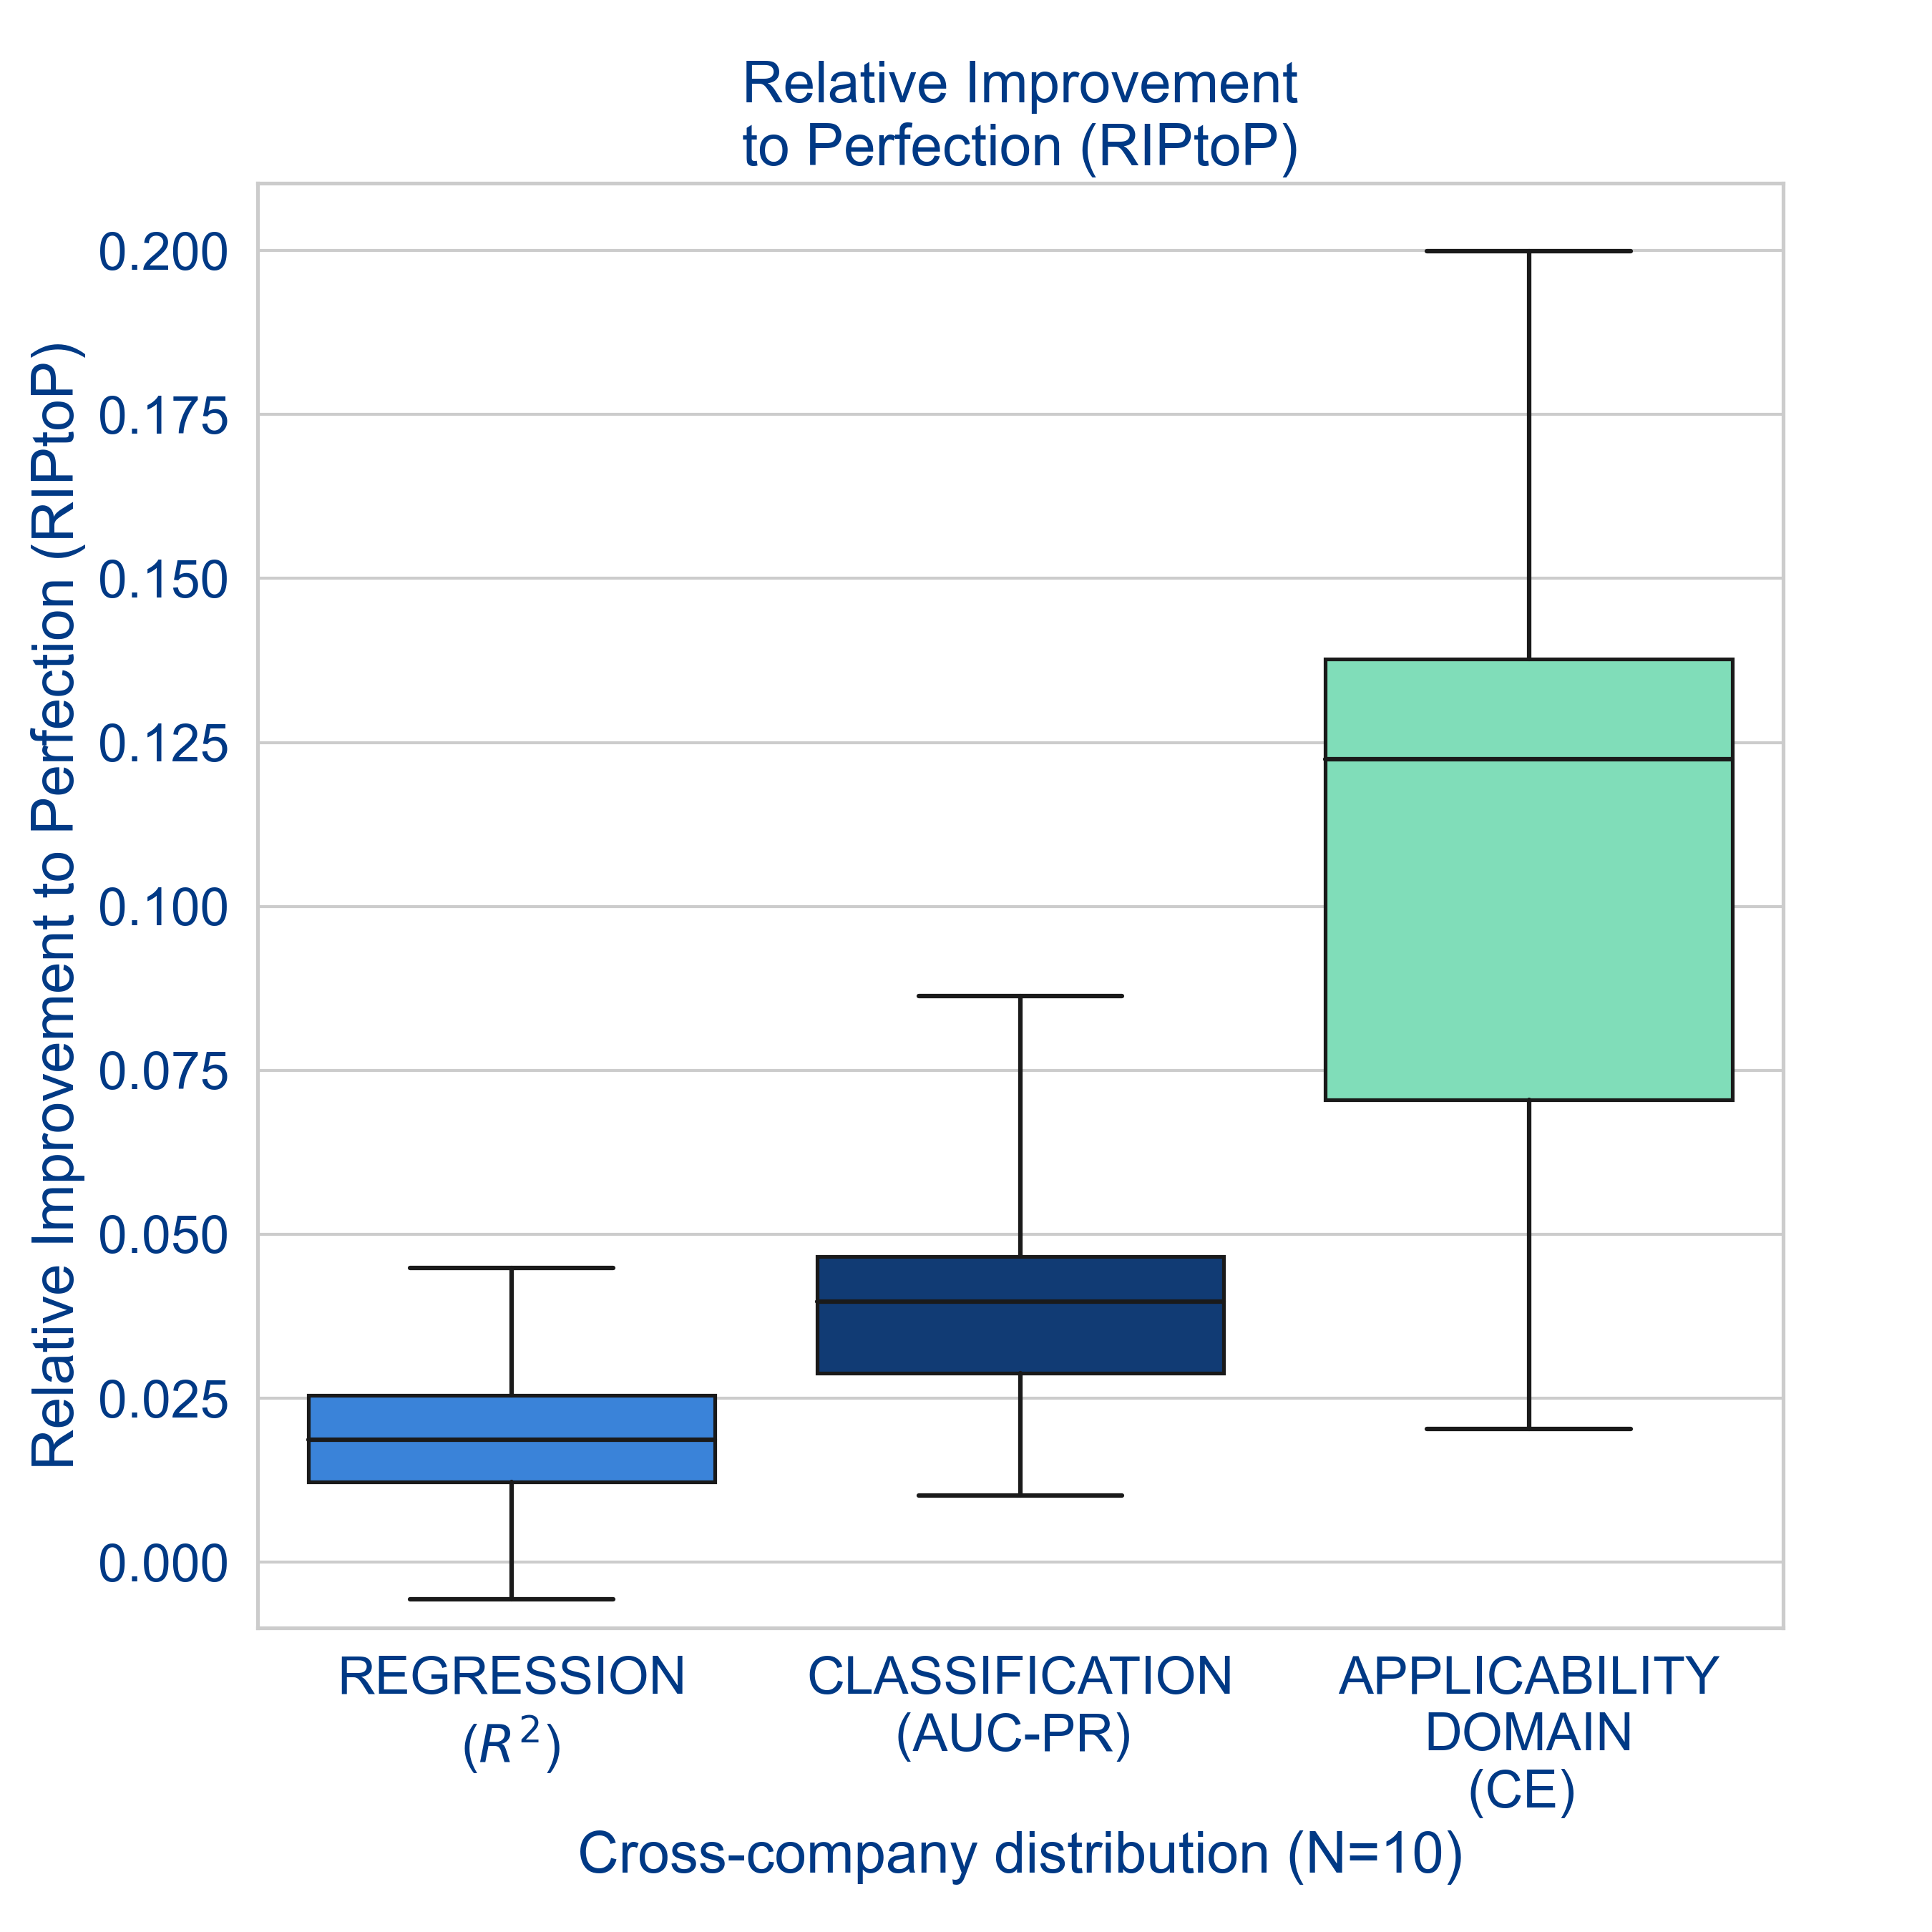 Relative Improvement
to Perfection (RIPtoP)
Relative Improvement to Perfection (RIPtoP)
0.200
0.175
0.150
0.125
0.100
0.075
0.050
0.025
0.000
REGRESSION
(R²)
CLASSIFICATION
(AUC-PR)
APPLICABILITY
DOMAIN
(CE)
Cross-company distribution (N=10)